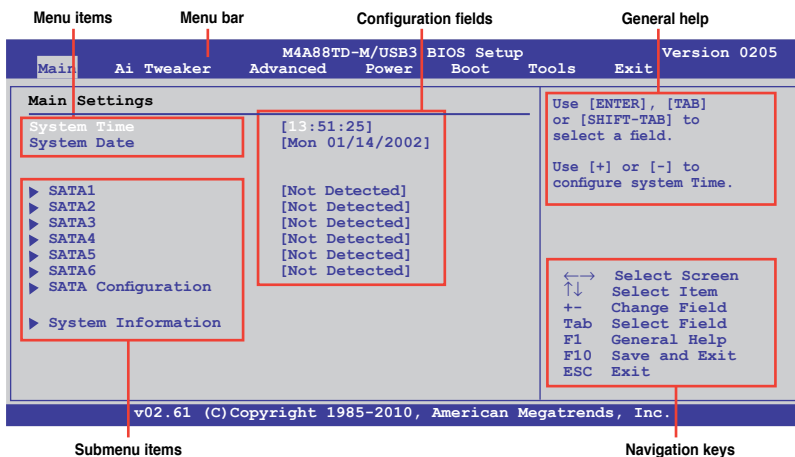 Menu items Menu bar Configuration fields General help
M4A88TD-M/USB3 BIOS Setup Version 0205
Main Ai Tweaker Advanced Power Boot Tools Exit
Main Settings
System Time [13:51:25]
System Date [Mon 01/14/2002]
SATA1 [Not Detected]
SATA2 [Not Detected]
SATA3 [Not Detected]
SATA4 [Not Detected]
SATA5 [Not Detected]
SATA6 [Not Detected]
SATA Configuration
System Information
Use [ENTER], [TAB]
or [SHIFT-TAB] to
select a field.
Use [+] or [-] to
configure system Time.
←→ Select Screen
↑↓ Select Item
+- Change Field
Tab Select Field
F1 General Help
F10 Save and Exit
ESC Exit
v02.61 (C)Copyright 1985-2010, American Megatrends, Inc.
Submenu items Navigation keys